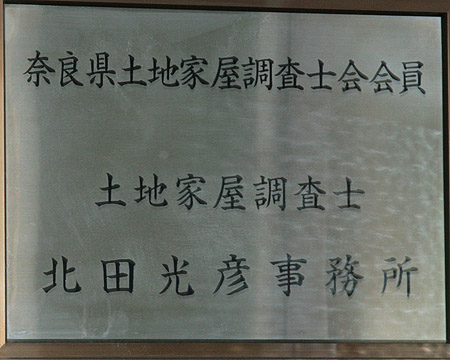 奈良県土地家屋調査士会会員
土地家屋調査士
北田光彦事務所